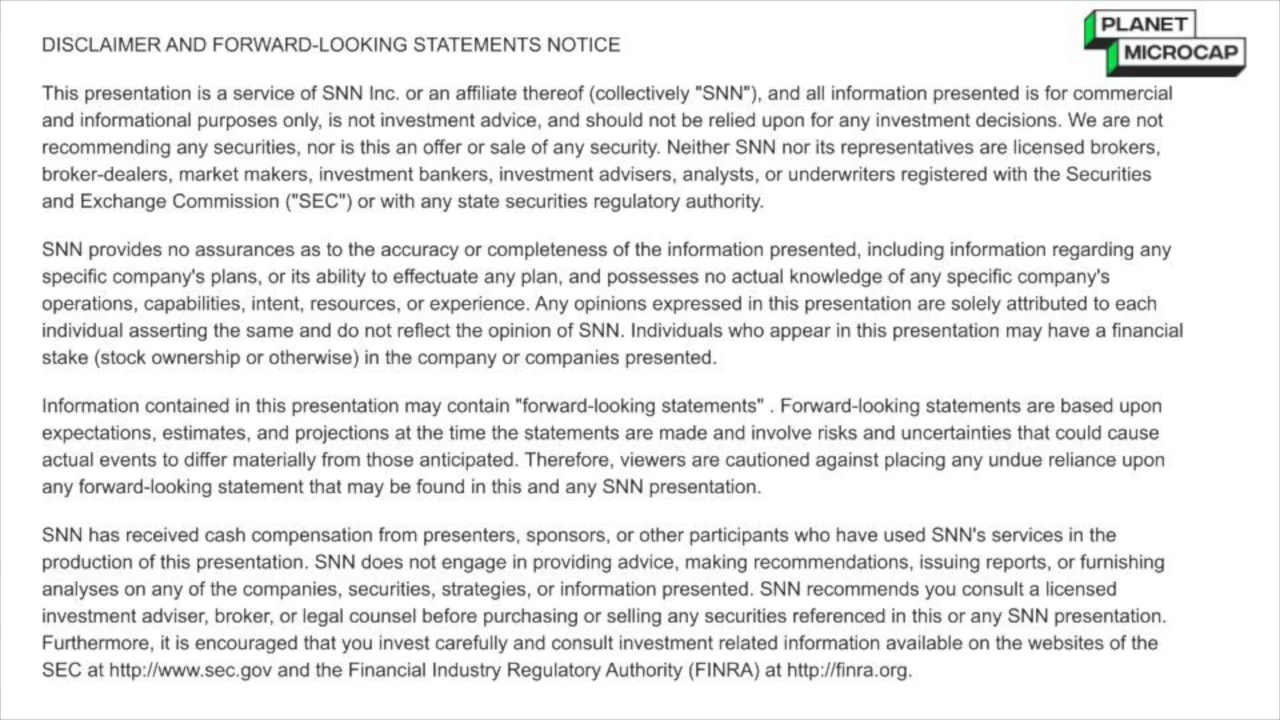 PLANET
MICROCAP
DISCLAIMER AND FORWARD-LOOKING STATEMENTS NOTICE
This presentation is a service of SNN Inc. or an affiliate thereof (collectively "SNN"), and all information presented is for commercial
and informational purposes only, is not investment advice, and should not be relied upon for any investment decisions. We are not
recommending any securities, nor is this an offer or sale of any security. Neither SNN nor its representatives are licensed brokers,
broker-dealers, market makers, investment bankers, investment advisers, analysts, or underwriters registered with the Securities
and Exchange Commission ("SEC") or with any state securities regulatory authority.
SNN provides no assurances as to the accuracy or completeness of the information presented, including information regarding any
specific company's plans, or its ability to effectuate any plan, and possesses no actual knowledge of any specific company's
operations, capabilities, intent, resources, or experience. Any opinions expressed in this presentation are solely attributed to each
individual asserting the same and do not reflect the opinion of SNN. Individuals who appear in this presentation may have a financial
stake (stock ownership or otherwise) in the company or companies presented.
Information contained in this presentation may contain "forward-looking statements" . Forward-looking statements are based upon
expectations, estimates, and projections at the time the statements are made and involve risks and uncertainties that could cause
actual events to differ materially from those anticipated. Therefore, viewers are cautioned against placing any undue reliance upon
any forward-looking statement that may be found in this and any SNN presentation.
SNN has received cash compensation from presenters, sponsors, or other participants who have used SNN's services in the
production of this presentation. SNN does not engage in providing advice, making recommendations, issuing reports, or furnishing
analyses on any of the companies, securities, strategies, or information presented. SNN recommends you consult a licensed
investment adviser, broker, or legal counsel before purchasing or selling any securities referenced in this or any SNN presentation.
Furthermore, it is encouraged that you invest carefully and consult investment related information available on the websites of the
SEC at http://www.sec.gov and the Financial Industry Regulatory Authority (FINRA) at http://finra.org.